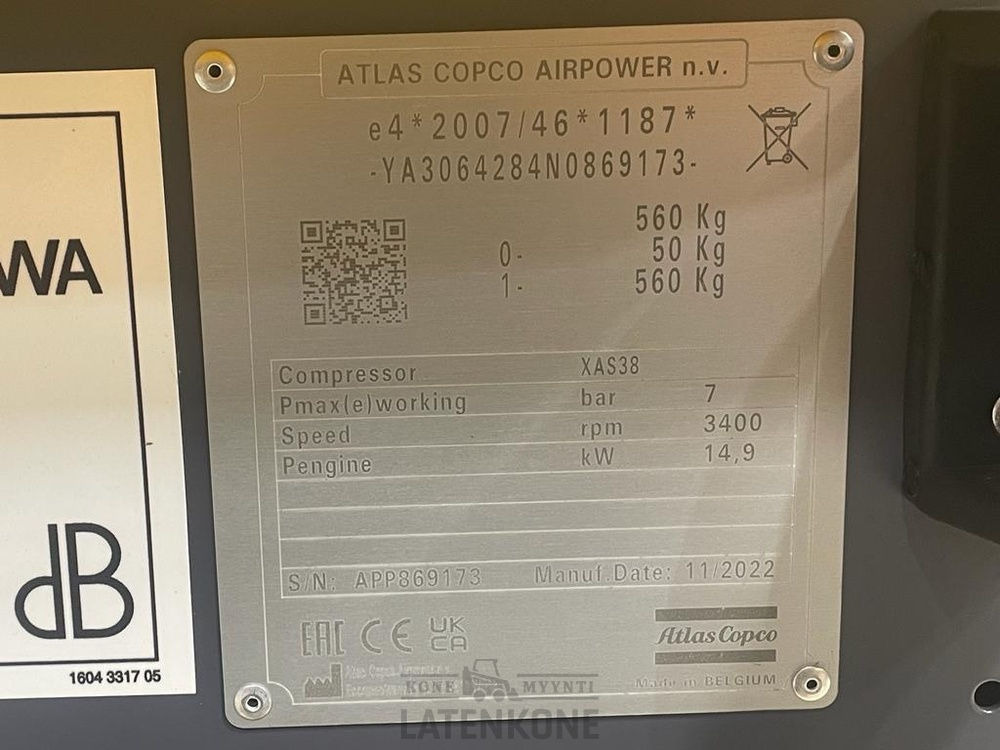 ATLAS COPCO AIRPOWER n.v.
e4*2007/46*1187*
-YA3064284N0869173-
560 Kg
0- 50 Kg
1- 560 Kg
Compressor XAS38
Pmax(e)working bar 7
Speed rpm 3400
Pengine kW 14,9
S/N: APP869173 Manuf.Date: 11/2022
EAC CE UK
CA
Atlas Copco
Made in BELGIUM
WA
dB
1604 3317 05
KONE MYYNTI
LATENKONE